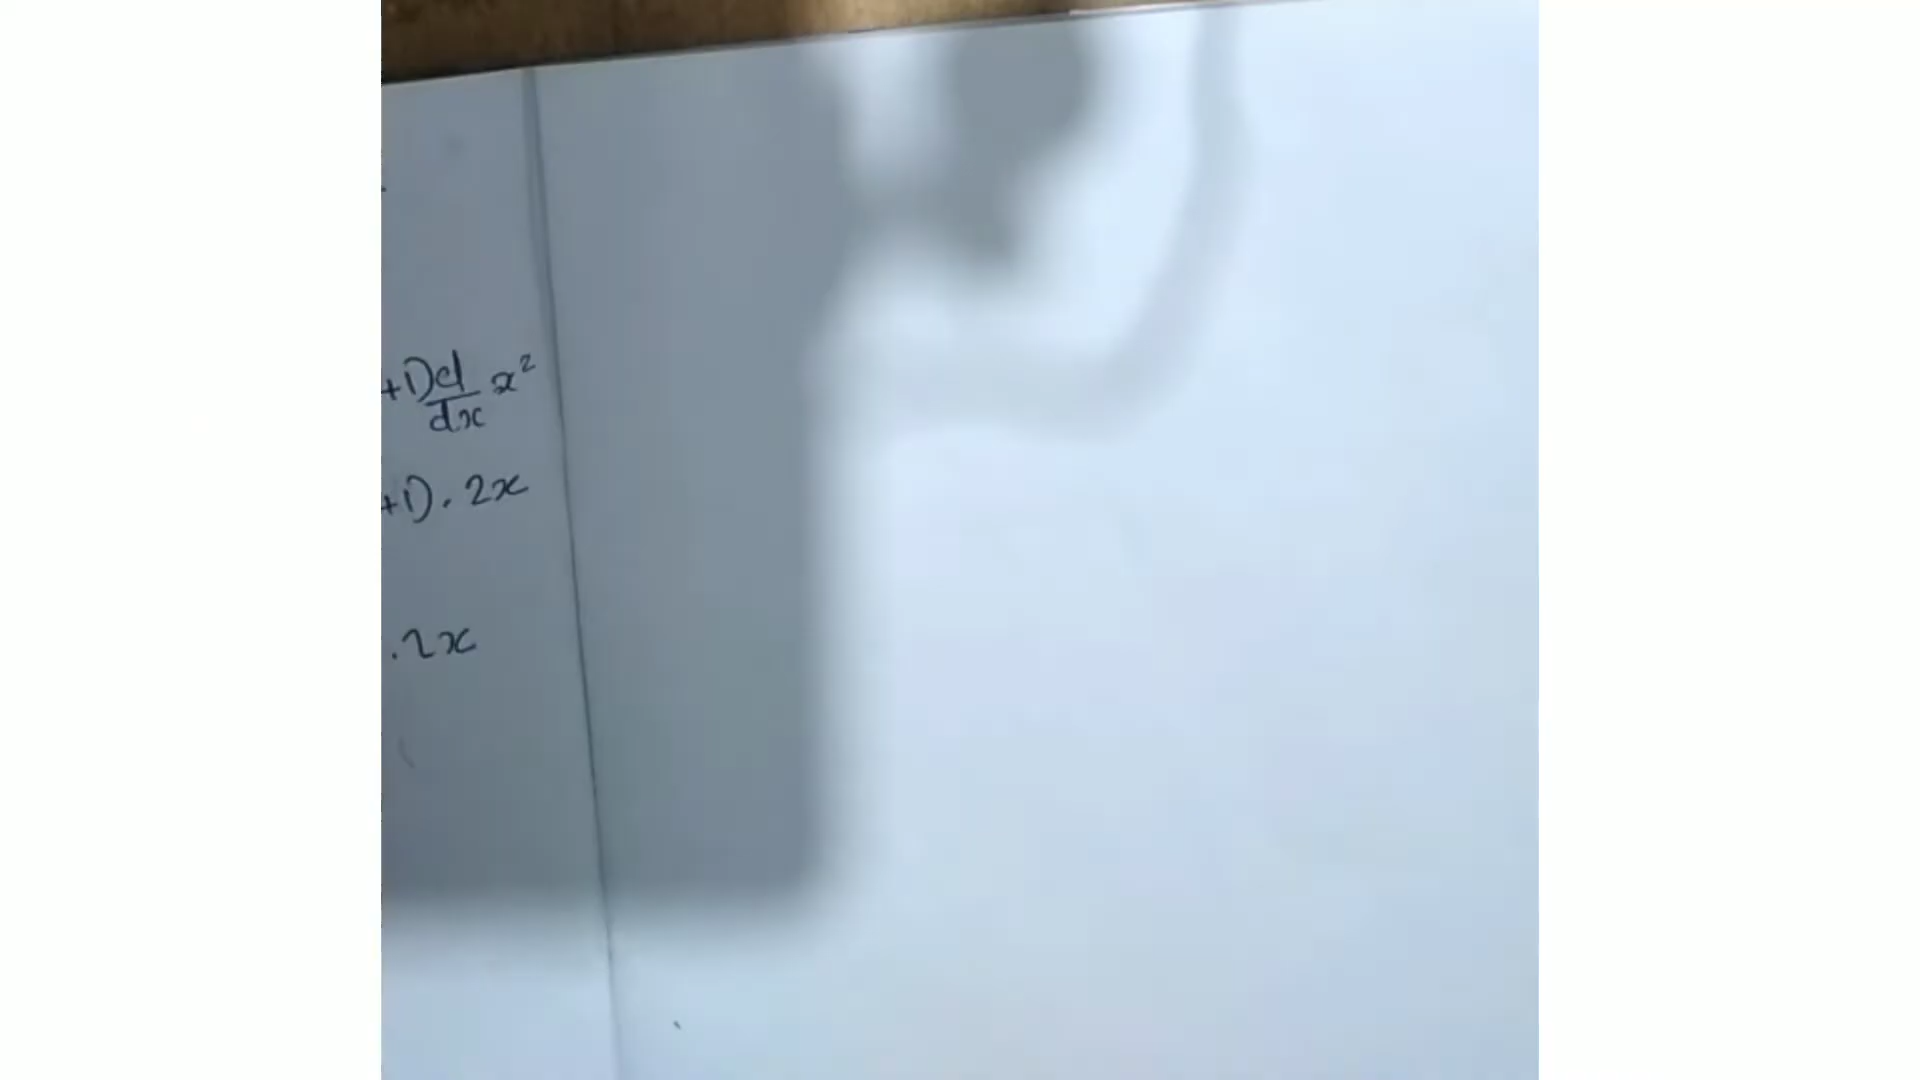 +1) d/dx x²
+1) . 2x
. 2x